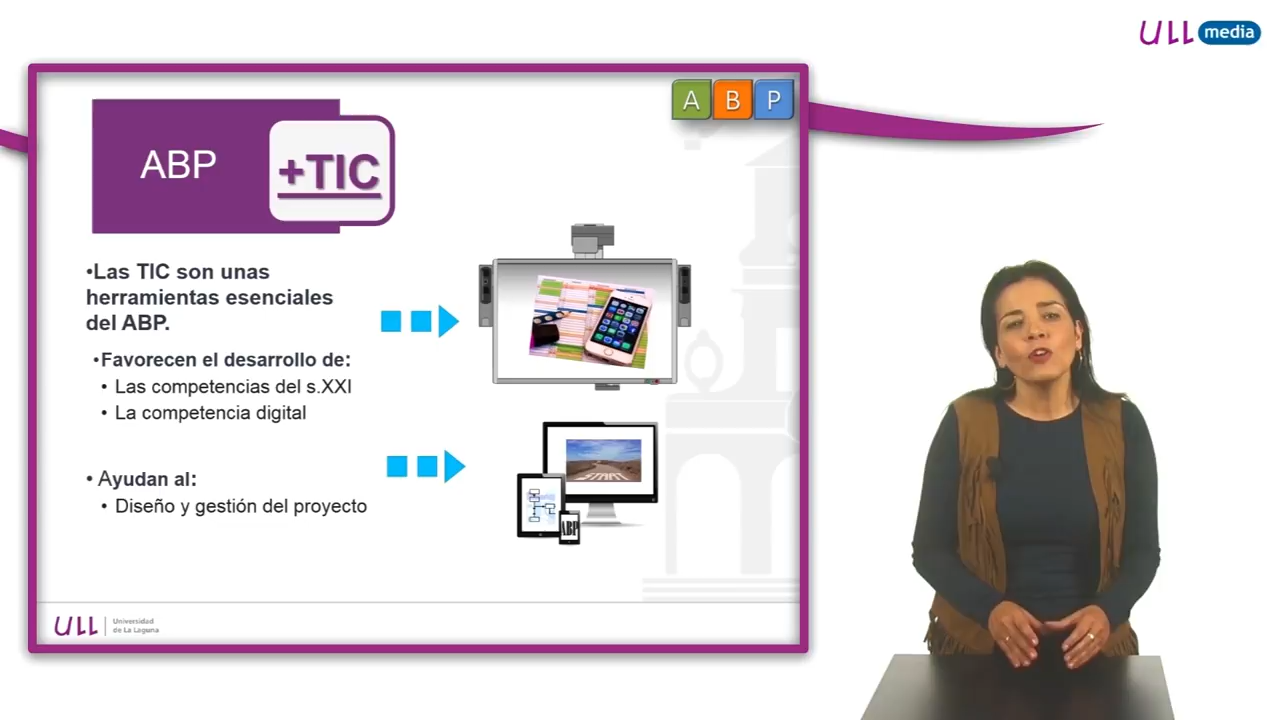 ULL media
A B P
ABP
+TIC
•Las TIC son unas
herramientas esenciales
del ABP.
•Favorecen el desarrollo de:
• Las competencias del s.XXI
• La competencia digital
• Ayudan al:
• Diseño y gestión del proyecto
START
ABP
ULL
Universidad
de La Laguna